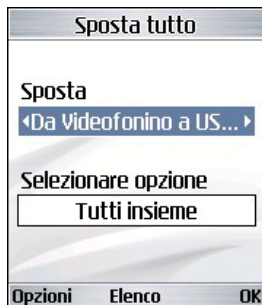 Sposta tutto
Sposta
Da Videofonino a US...
Selezionare opzione
Tutti insieme
Opzioni Elenco OK